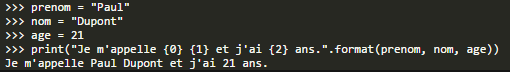 >>> prenom = "Paul"
>>> nom = "Dupont"
>>> age = 21
>>> print("Je m'appelle {0} {1} et j'ai {2} ans.".format(prenom, nom, age))
Je m'appelle Paul Dupont et j'ai 21 ans.